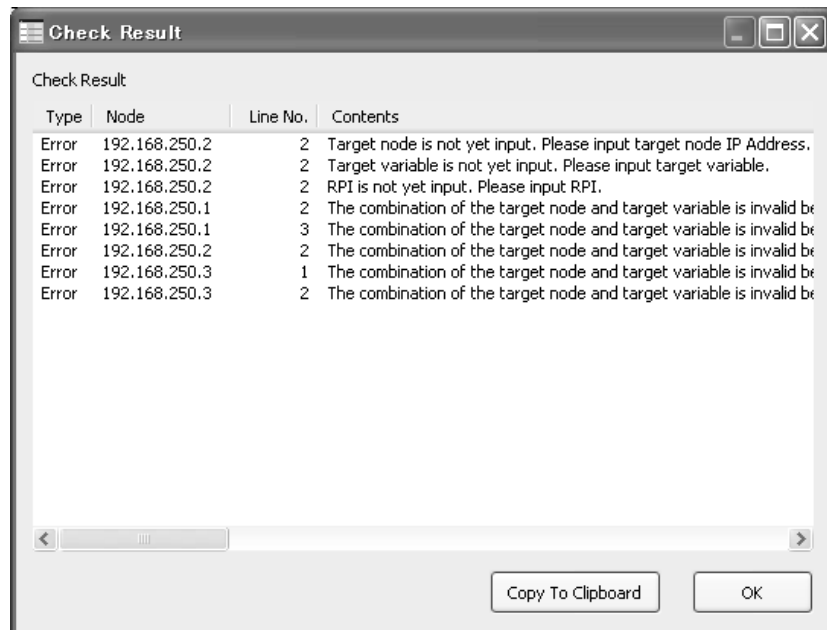 Check Result
Check Result
Type Node Line No. Contents
Error 192.168.250.2 2 Target node is not yet input. Please input target node IP Address.
Error 192.168.250.2 2 Target variable is not yet input. Please input target variable.
Error 192.168.250.2 2 RPI is not yet input. Please input RPI.
Error 192.168.250.1 2 The combination of the target node and target variable is invalid be
Error 192.168.250.1 3 The combination of the target node and target variable is invalid be
Error 192.168.250.2 2 The combination of the target node and target variable is invalid be
Error 192.168.250.3 1 The combination of the target node and target variable is invalid be
Error 192.168.250.3 2 The combination of the target node and target variable is invalid be
Copy To Clipboard OK